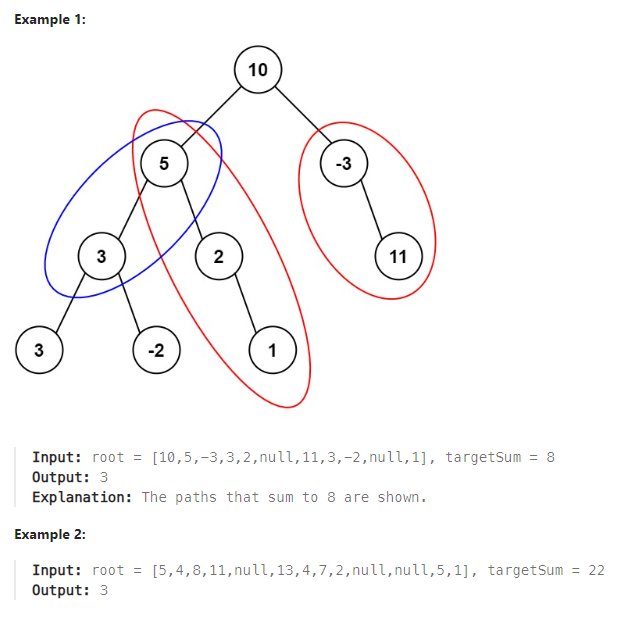 Example 1:
10
5
-3
3
2
11
3
-2
1
Input: root = [10,5,-3,3,2,null,11,3,-2,null,1], targetSum = 8
Output: 3
Explanation: The paths that sum to 8 are shown.
Example 2:
Input: root = [5,4,8,11,null,13,4,7,2,null,null,5,1], targetSum = 22
Output: 3